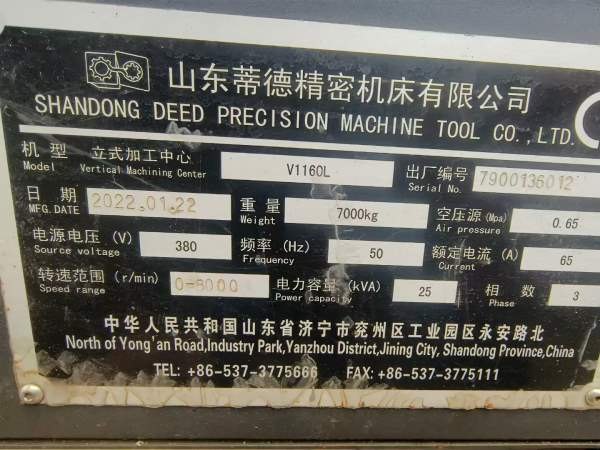 山东蒂德精密机床有限公司
SHANDONG DEED PRECISION MACHINE TOOL CO.,LTD.
机型 立式加工中心 V1160L 出厂编号 7900136012
Model Vertical Machining Center Serial No.
日期 2022.01.22 重量 7000kg 空压源(Mpa) 0.65
MFG.DATE Weight Air pressure
电源电压(V) 380 频率(Hz) 50 额定电流(A) 65
Source voltage Frequency Current
转速范围(r/min) 0-8000 电力容量(kVA) 25 相数 3
Speed range Power capacity Phase
中华人民共和国山东省济宁市兖州区工业园区永安路北
North of Yong'an Road,Industry Park,Yanzhou District,Jining City, Shandong Province,China
TEL: +86-537-3775666 FAX: +86-537-3775111